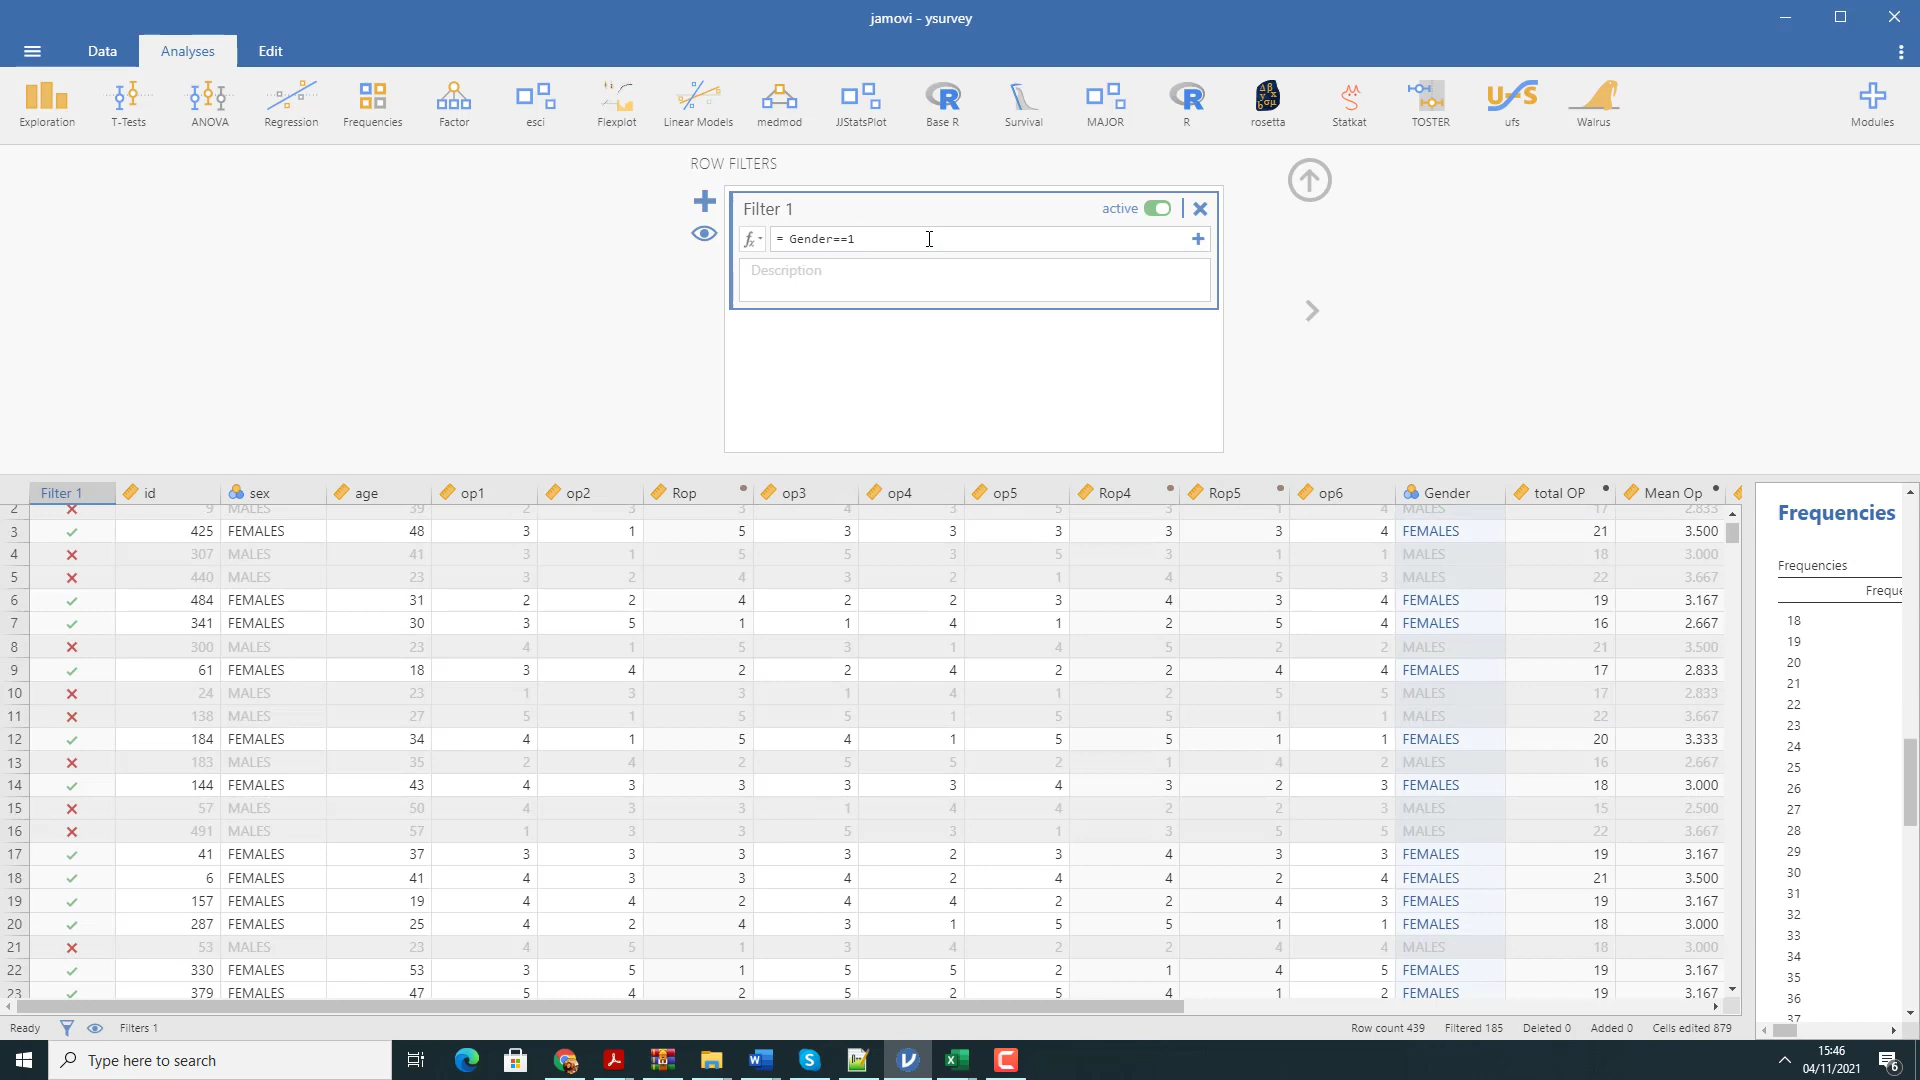 jamovi - ysurvey
Data Analyses Edit
Exploration T-Tests ANOVA Regression Frequencies Factor esci Flexplot Linear Models medmod JJStatsPlot Base R Survival MAJOR R rosetta Statkat TOSTER ufs Walrus Modules
ROW FILTERS
Filter 1 active
fx = Gender==1
Description
Filter 1 id sex age op1 op2 Rop op3 op4 op5 Rop4 Rop5 op6 Gender total OP Mean Op
2 9 MALES 39 2 3 3 4 3 5 3 1 4 MALES 17 2.833
3 425 FEMALES 48 3 1 5 3 3 3 3 3 4 FEMALES 21 3.500
4 307 MALES 41 3 1 5 5 3 5 3 1 1 MALES 18 3.000
5 440 MALES 23 3 2 4 3 2 1 4 5 3 MALES 22 3.667
6 484 FEMALES 31 2 2 4 2 2 3 4 3 4 FEMALES 19 3.167
7 341 FEMALES 30 3 5 1 1 4 1 2 5 4 FEMALES 16 2.667
8 300 MALES 23 4 1 5 3 1 4 5 2 2 MALES 21 3.500
9 61 FEMALES 18 3 4 2 2 4 2 2 4 4 FEMALES 17 2.833
10 24 MALES 23 1 3 3 1 4 1 2 5 5 MALES 17 2.833
11 138 MALES 27 5 1 5 5 1 5 5 1 1 MALES 22 3.667
12 184 FEMALES 34 4 1 5 4 1 5 5 1 1 FEMALES 20 3.333
13 183 MALES 35 2 4 2 5 5 2 1 4 2 MALES 16 2.667
14 144 FEMALES 43 4 3 3 3 3 4 3 2 3 FEMALES 18 3.000
15 57 MALES 50 4 3 3 1 4 4 2 2 3 MALES 15 2.500
16 491 MALES 57 1 3 3 5 3 1 3 5 5 MALES 22 3.667
17 41 FEMALES 37 3 3 3 3 2 3 4 3 3 FEMALES 19 3.167
18 6 FEMALES 41 4 3 3 4 2 4 4 2 4 FEMALES 21 3.500
19 157 FEMALES 19 4 4 2 4 4 2 2 4 3 FEMALES 19 3.167
20 287 FEMALES 25 4 2 4 3 1 5 5 1 1 FEMALES 18 3.000
21 53 MALES 23 4 5 1 3 4 2 2 4 4 MALES 18 3.000
22 330 FEMALES 53 3 5 1 5 5 2 1 4 5 FEMALES 19 3.167
23 379 FEMALES 47 5 4 2 5 2 5 4 1 2 FEMALES 19 3.167
Frequencies
Frequencies
Freque
18
19
20
21
22
23
24
25
26
27
28
29
30
31
32
33
34
35
36
37
Ready Filters 1 Row count 439 Filtered 185 Deleted 0 Added 0 Cells edited 879
Type here to search
15:46
04/11/2021
6